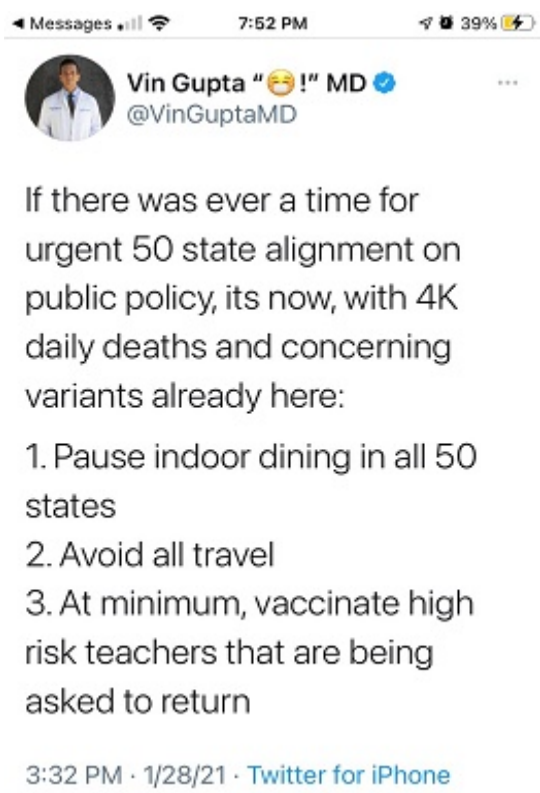 Messages
7:52 PM
39%
Vin Gupta “😷!” MD
@VinGuptaMD
If there was ever a time for
urgent 50 state alignment on
public policy, its now, with 4K
daily deaths and concerning
variants already here:
1. Pause indoor dining in all 50
states
2. Avoid all travel
3. At minimum, vaccinate high
risk teachers that are being
asked to return
3:32 PM · 1/28/21 · Twitter for iPhone